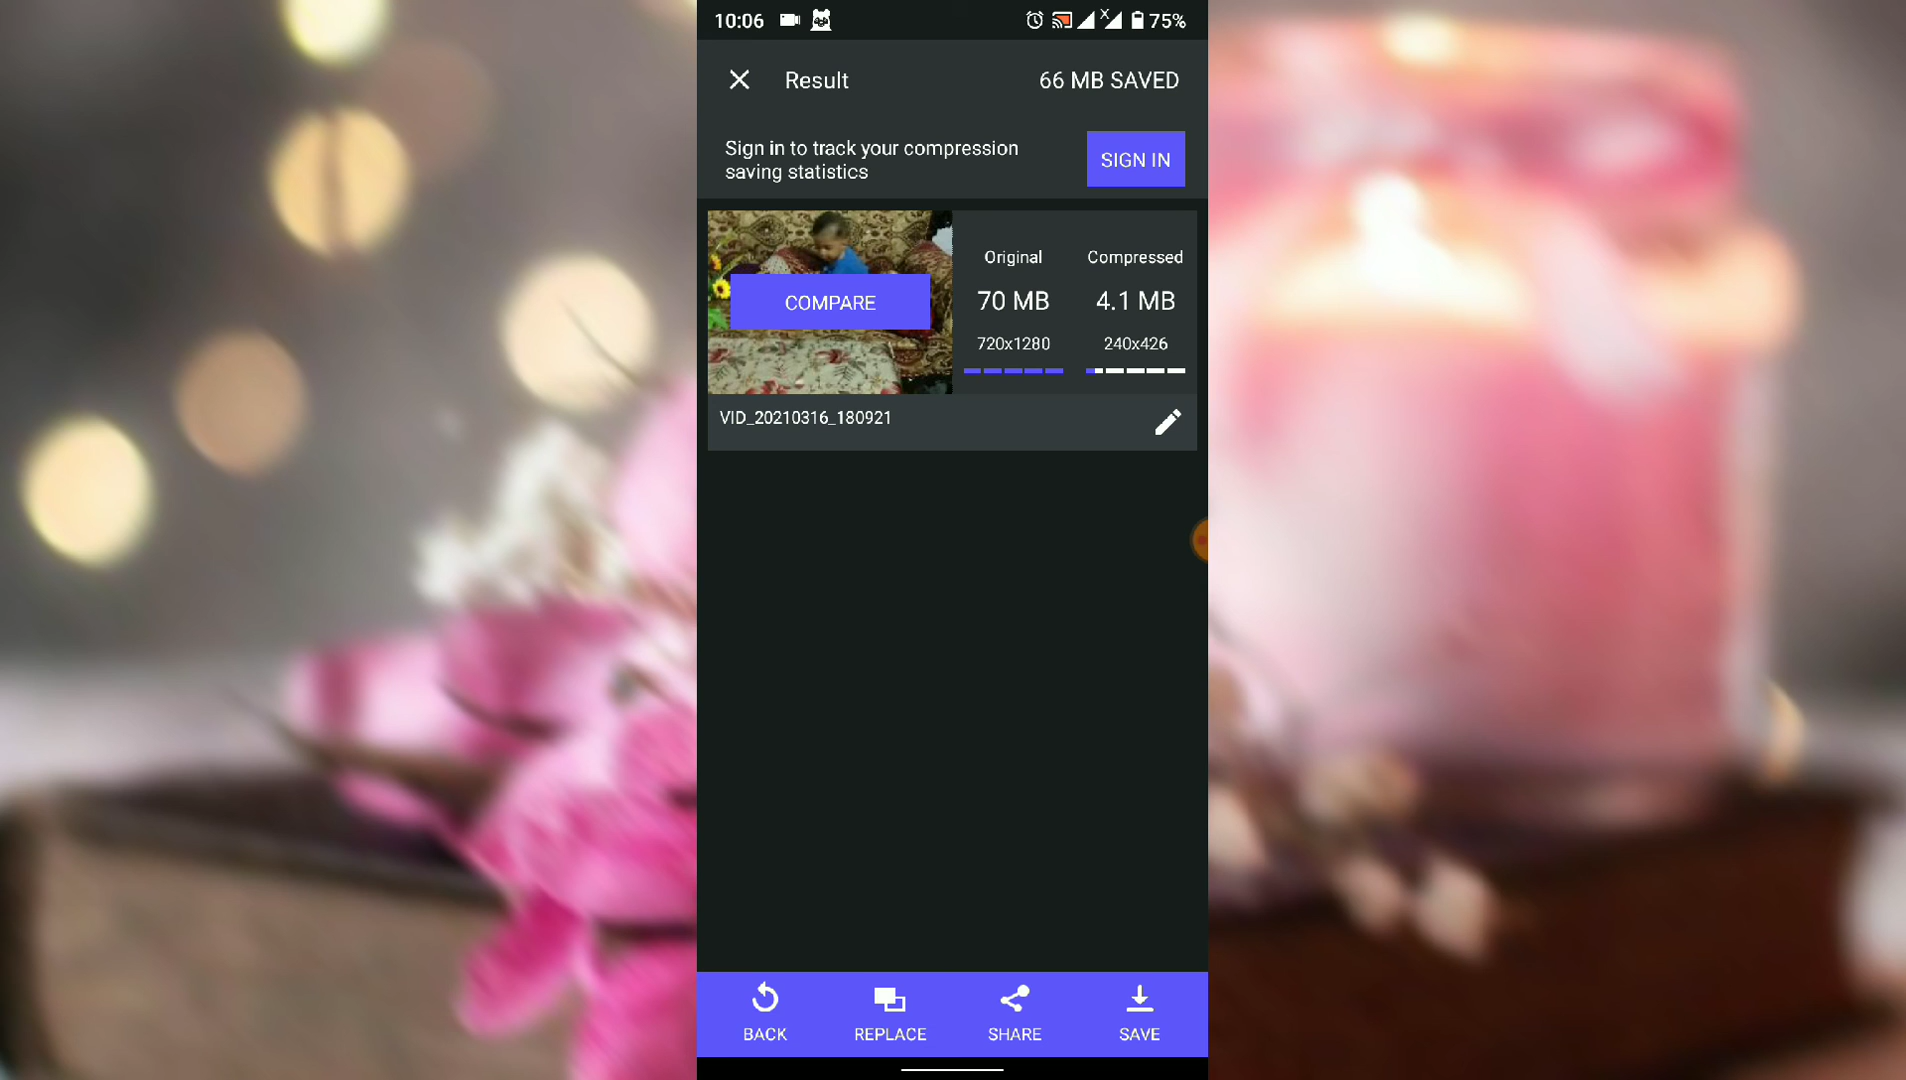 10:06
75%
Result
66 MB SAVED
Sign in to track your compression
saving statistics
SIGN IN
COMPARE
Original
Compressed
70 MB
4.1 MB
720x1280
240x426
VID_20210316_180921
BACK
REPLACE
SHARE
SAVE